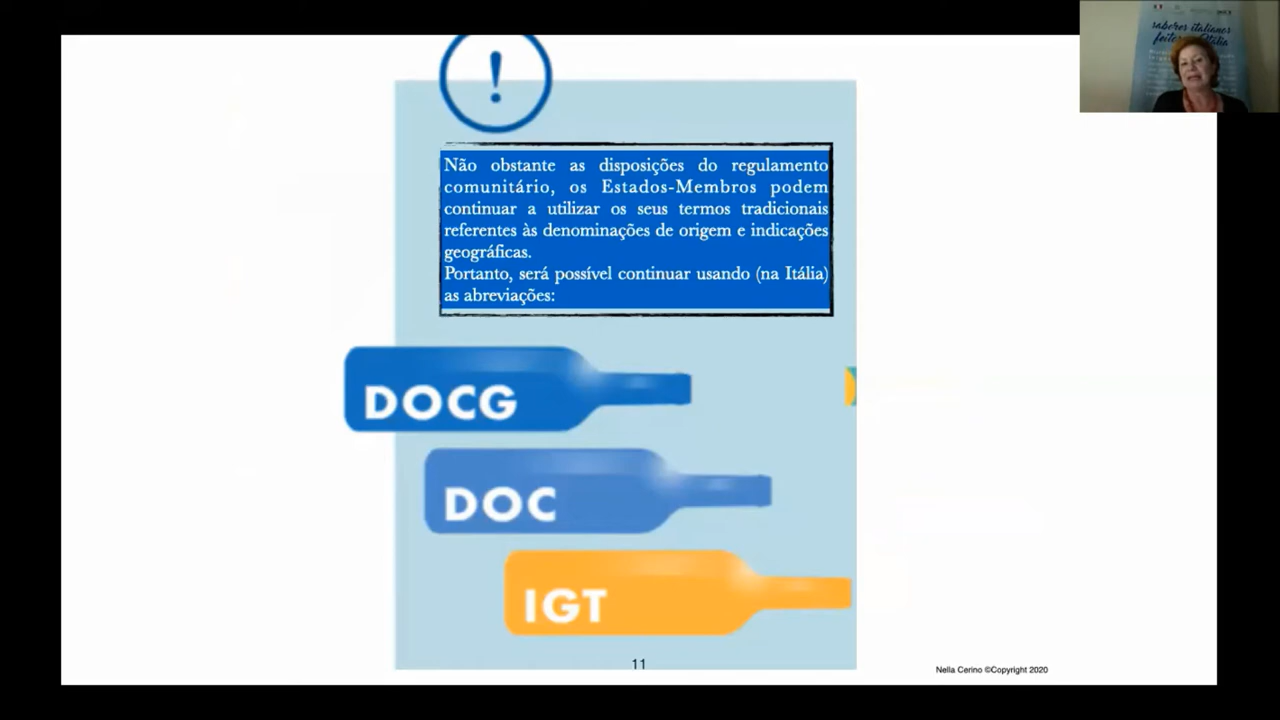 sabores italianos
!
Não obstante as disposições do regulamento
comunitário, os Estados-Membros podem
continuar a utilizar os seus termos tradicionais
referentes às denominações de origem e indicações
geográficas.
Portanto, será possível continuar usando (na Itália)
as abreviações:
DOCG
DOC
IGT
11
Nella Cerino ©Copyright 2020